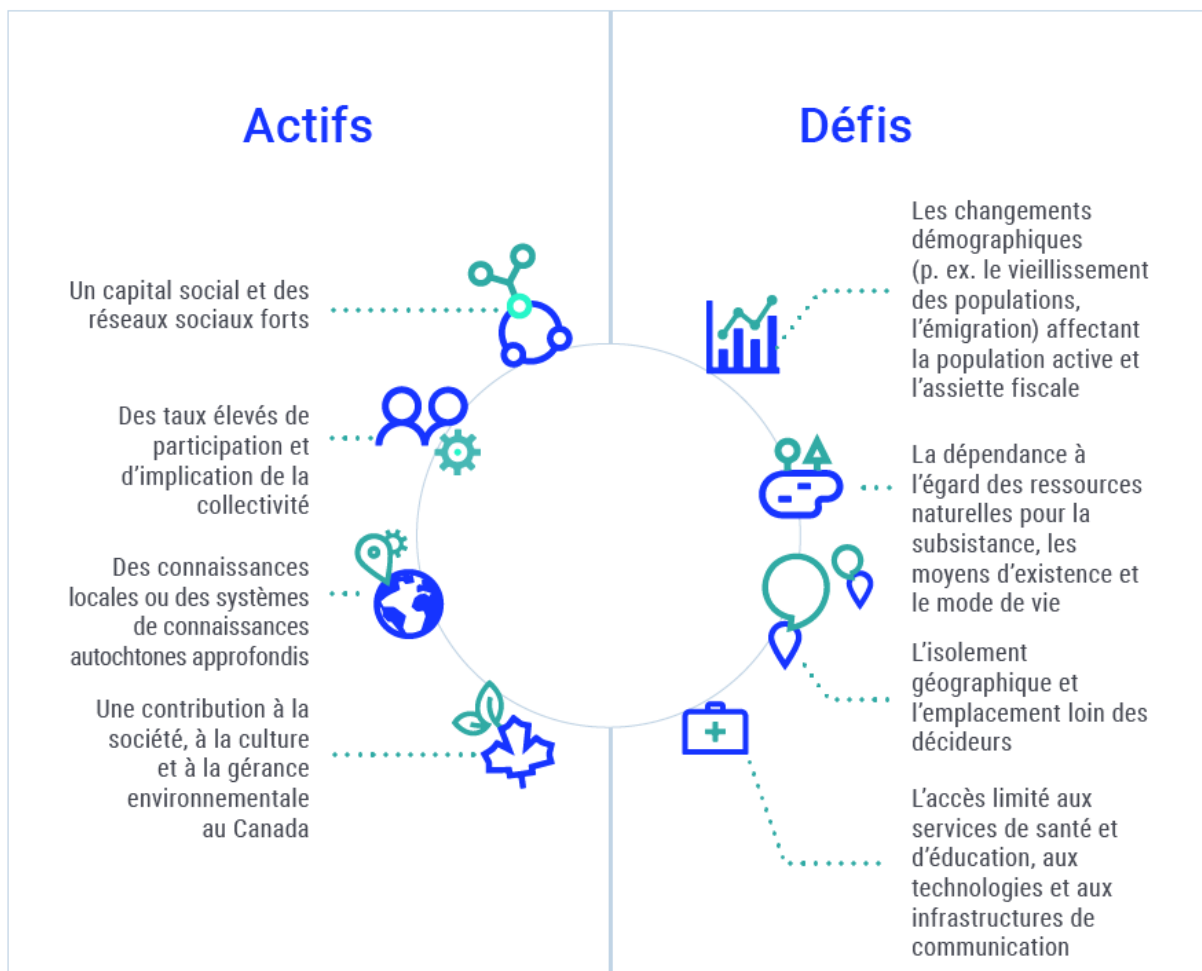 Actifs
Un capital social et des
réseaux sociaux forts
Des taux élevés de
participation et
d’implication de la
collectivité
Des connaissances
locales ou des systèmes
de connaissances
autochtones approfondis
Une contribution à la
société, à la culture
et à la gérance
environnementale
au Canada
Défis
Les changements
démographiques
(p. ex. le vieillissement
des populations,
l’émigration) affectant
la population active et
l’assiette fiscale
La dépendance à
l’égard des ressources
naturelles pour la
subsistance, les
moyens d’existence et
le mode de vie
L’isolement
géographique et
l’emplacement loin des
décideurs
L’accès limité aux
services de santé et
d’éducation, aux
technologies et aux
infrastructures de
communication